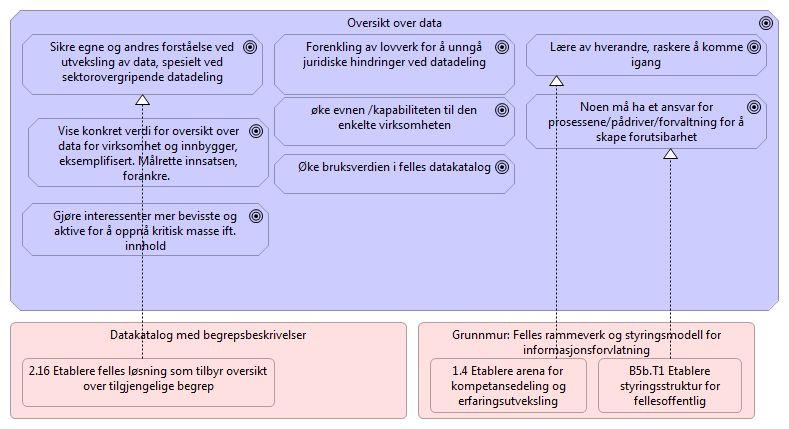 Oversikt over data
Sikre egne og andres forståelse ved
utveksling av data, spesielt ved
sektorovergripende datadeling
Forenkling av lovverk for å unngå
juridiske hindringer ved datadeling
Lære av hverandre, raskere å komme
igang
øke evnen /kapabiliteten til den
enkelte virksomheten
Noen må ha et ansvar for
prosessene/pådriver/forvaltning for å
skape forutsibarhet
Vise konkret verdi for oversikt over
data for virksomhet og innbygger,
eksemplifisert. Målrette innsatsen,
forankre.
Øke bruksverdien i felles datakatalog
Gjøre interessenter mer bevisste og
aktive for å oppnå kritisk masse ift.
innhold
Datakatalog med begrepsbeskrivelser
2.16 Etablere felles løsning som tilbyr oversikt
over tilgjengelige begrep
Grunnmur: Felles rammeverk og styringsmodell for
informasjonsforvlatning
1.4 Etablere arena for
kompetansedeling og
erfaringsutveksling
B5b.T1 Etablere
styringsstruktur for
fellesoffentlig